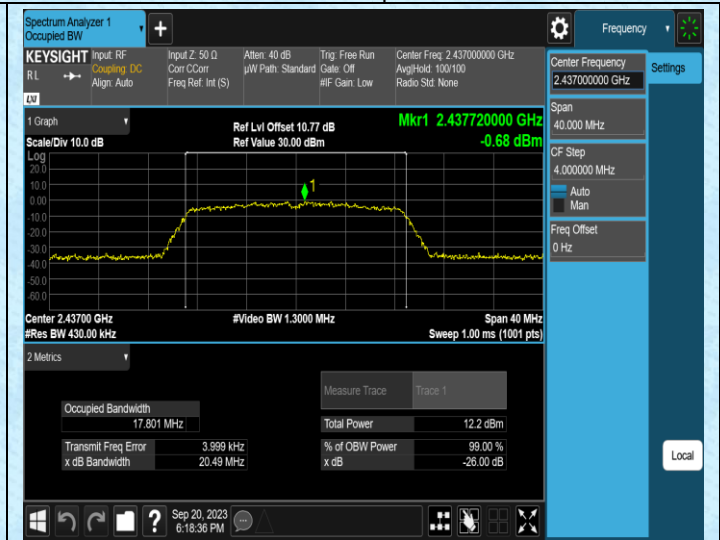 Spectrum Analyzer 1
Occupied BW
Frequency
KEYSIGHT
RL
LXI
Input: RF
Coupling: DC
Align: Auto
Input Z: 50 Ω
Corr CCorr
Freq Ref: Int (S)
Atten: 40 dB
µW Path: Standard
Trig: Free Run
Gate: Off
#IF Gain: Low
Center Freq: 2.437000000 GHz
Avg|Hold: 100/100
Radio Std: None
1 Graph
Scale/Div 10.0 dB
Ref Lvl Offset 10.77 dB
Ref Value 30.00 dBm
Mkr1 2.437720000 GHz
-0.68 dBm
Log
20.0
10.0
0.00
-10.0
-20.0
-30.0
-40.0
-50.0
-60.0
1
Center 2.43700 GHz
#Res BW 430.00 kHz
#Video BW 1.3000 MHz
Span 40 MHz
Sweep 1.00 ms (1001 pts)
2 Metrics
Occupied Bandwidth
17.801 MHz
Transmit Freq Error 3.999 kHz
x dB Bandwidth 20.49 MHz
Measure Trace Trace 1
Total Power 12.2 dBm
% of OBW Power 99.00 %
x dB -26.00 dB
Center Frequency
2.437000000 GHz
Span
40.000 MHz
CF Step
4.000000 MHz
Auto
Man
Freq Offset
0 Hz
Settings
Local
?
Sep 20, 2023
6:18:36 PM